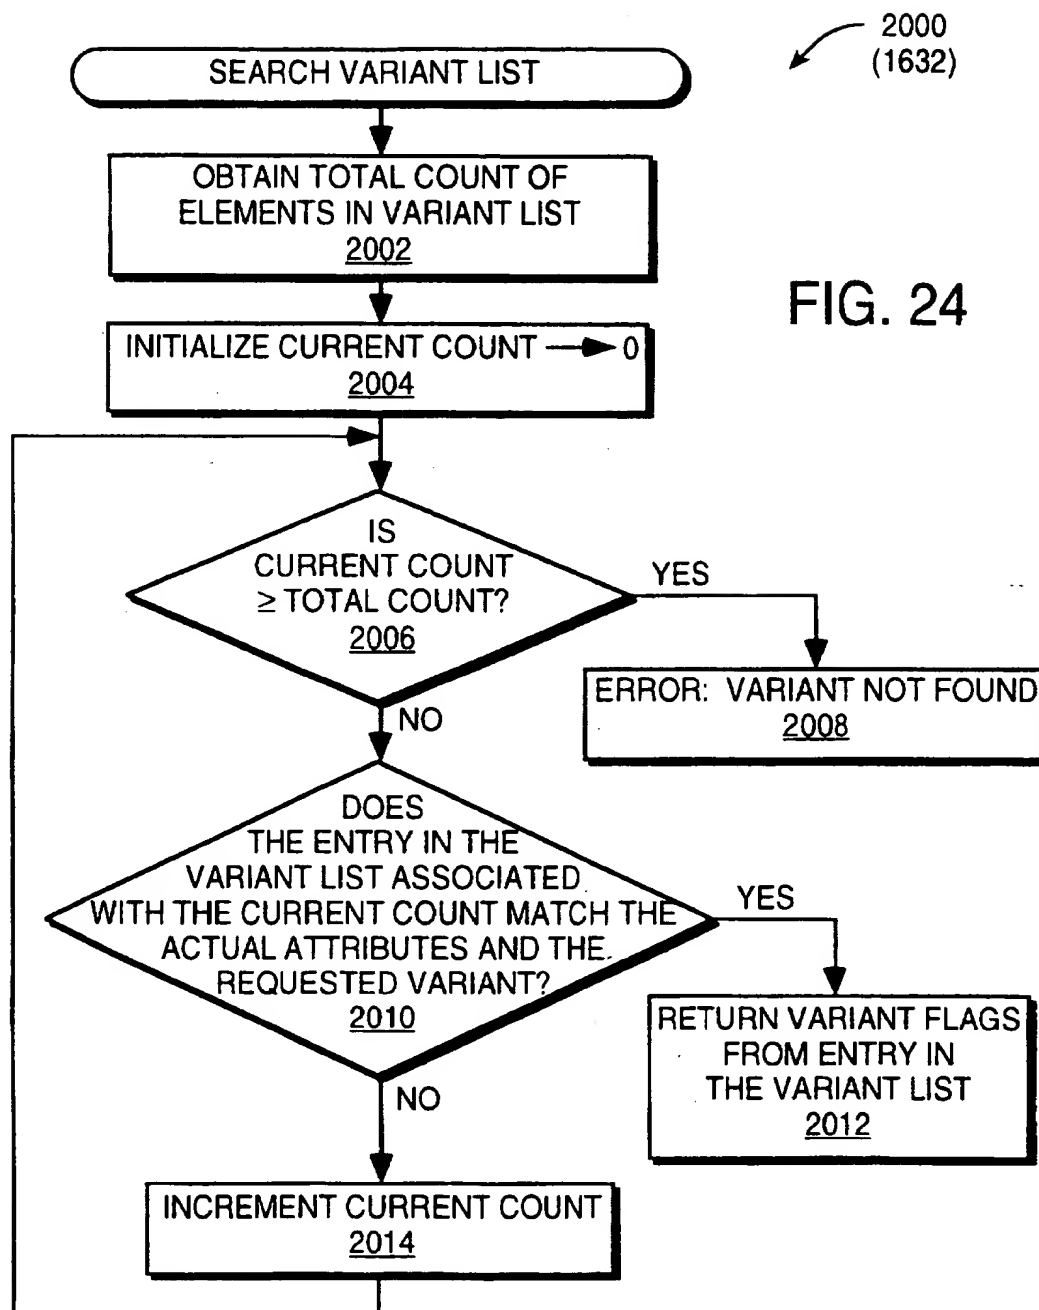 2000
(1632)
SEARCH VARIANT LIST
OBTAIN TOTAL COUNT OF
ELEMENTS IN VARIANT LIST
2002
FIG. 24
INITIALIZE CURRENT COUNT → 0
2004
IS
CURRENT COUNT
≥ TOTAL COUNT?
2006
YES
ERROR: VARIANT NOT FOUND
2008
NO
DOES
THE ENTRY IN THE
VARIANT LIST ASSOCIATED
WITH THE CURRENT COUNT MATCH THE
ACTUAL ATTRIBUTES AND THE
REQUESTED VARIANT?
2010
YES
RETURN VARIANT FLAGS
FROM ENTRY IN
THE VARIANT LIST
2012
NO
INCREMENT CURRENT COUNT
2014